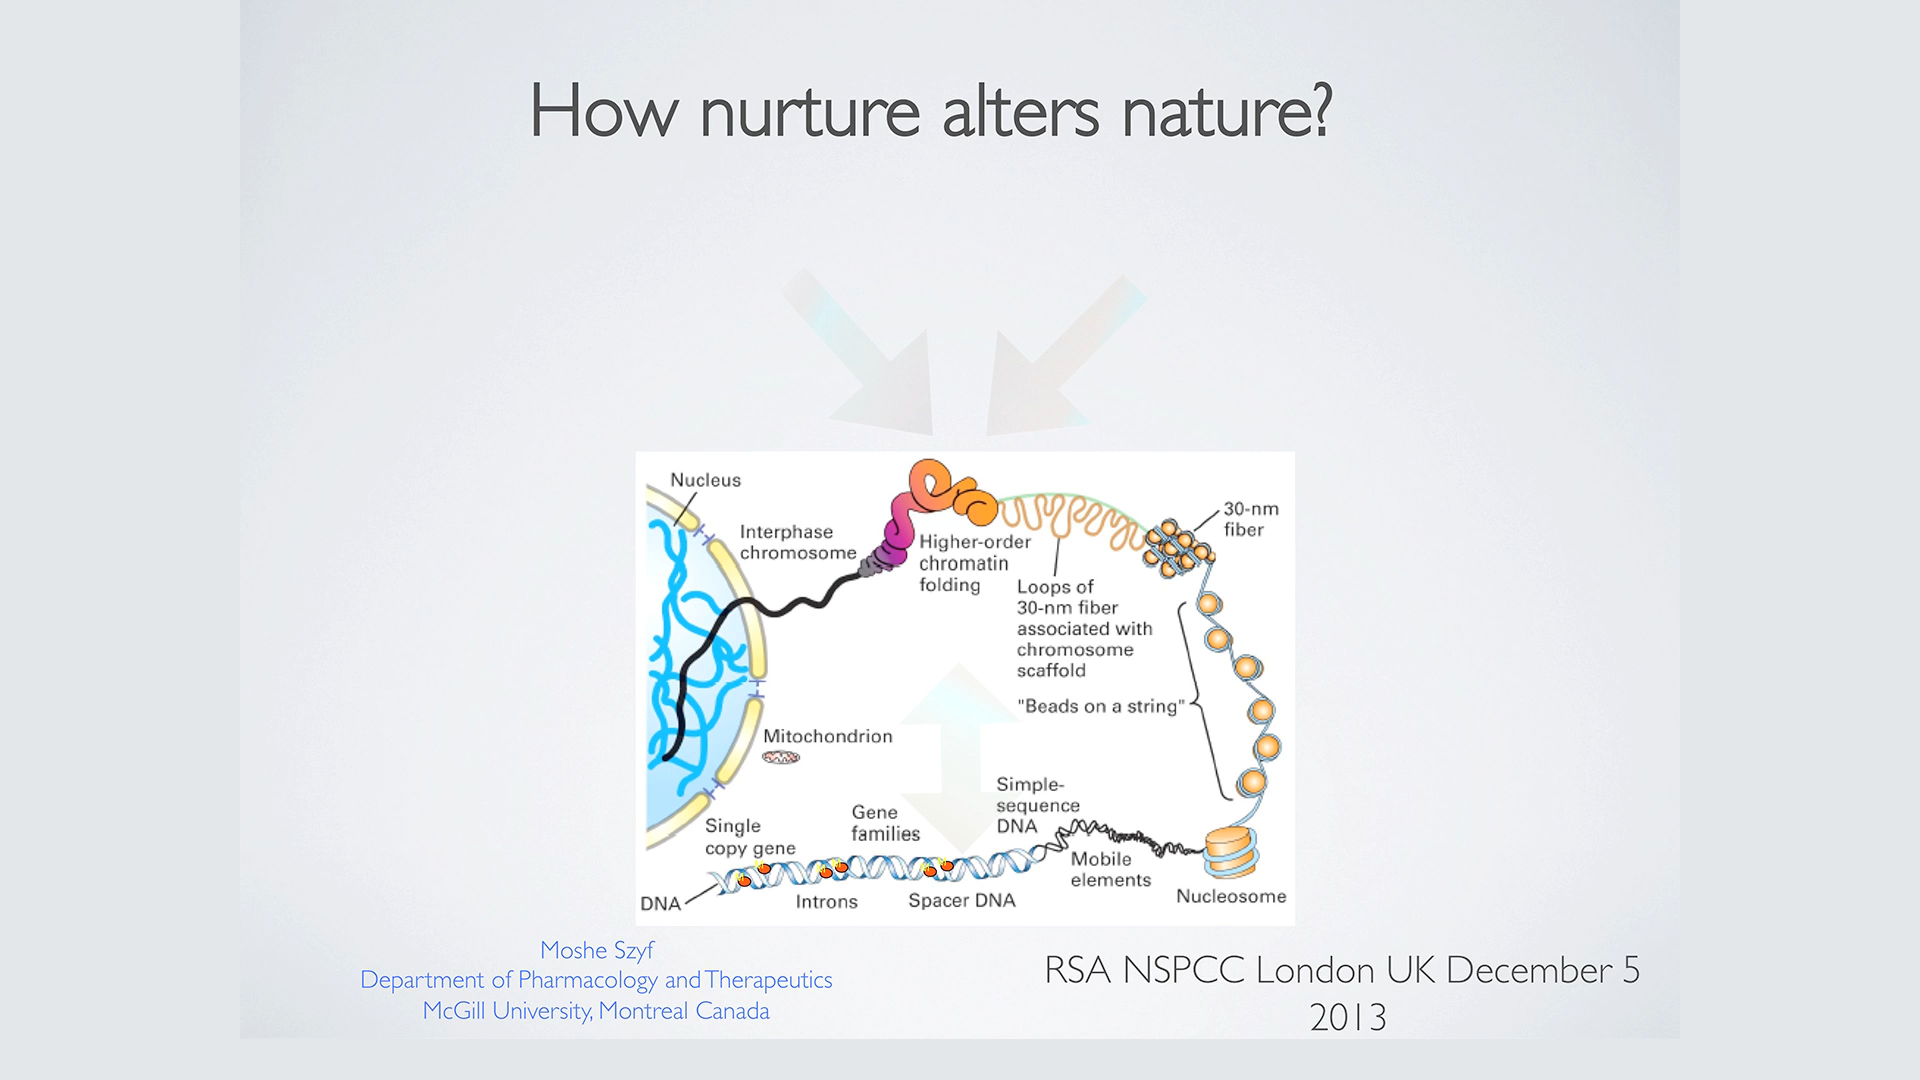 How nurture alters nature?
Nucleus
Interphase
chromosome
Higher-order
chromatin
folding
30-nm
fiber
Loops of
30-nm fiber
associated with
chromosome
scaffold
"Beads on a string"
Mitochondrion
Simple-
sequence
DNA
Gene
families
Single
copy gene
Mobile
elements
DNA
Introns
Spacer DNA
Nucleosome
Moshe Szyf
Department of Pharmacology and Therapeutics
McGill University, Montreal Canada
RSA NSPCC London UK December 5
2013